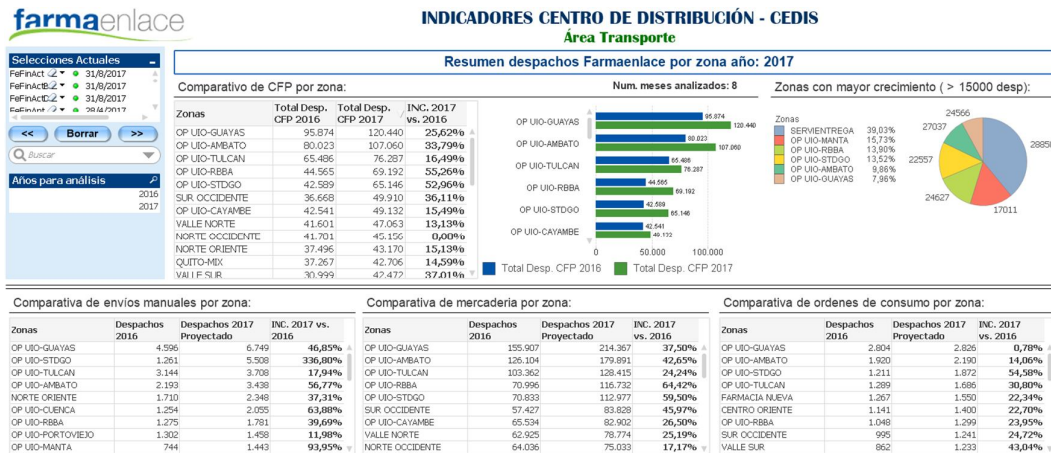 farmaenlace
INDICADORES CENTRO DE DISTRIBUCIÓN - CEDIS
Área Transporte
Selecciones Actuales
FeFinAct 31/8/2017
FeFinActB 31/8/2017
FeFinActD 31/8/2017
FeFinAnt 28/4/2017
<< Borrar >>
Buscar
Años para análisis
2016
2017
Resumen despachos Farmaenlace por zona año: 2017
Comparativo de CFP por zona:
Zonas Total Desp. CFP 2016 Total Desp. CFP 2017 INC. 2017 vs. 2016
OP UIO-GUAYAS 95.874 120.440 25,62%
OP UIO-AMBATO 80.023 107.060 33,79%
OP UIO-TULCAN 65.486 76.287 16,49%
OP UIO-RBBA 44.565 69.192 55,26%
OP UIO-STDGO 42.589 65.146 52,96%
SUR OCCIDENTE 36.668 49.910 36,11%
OP UIO-CAYAMBE 42.541 49.132 15,49%
VALLE NORTE 41.601 47.063 13,13%
NORTE OCCIDENTE 41.701 45.156 0,00%
NORTE ORIENTE 37.496 43.170 15,13%
QUITO-MIX 37.267 42.706 14,59%
VALLE SUR 30.999 42.472 37,01%
Num. meses analizados: 8
OP UIO-GUAYAS 95.874 120.440
OP UIO-AMBATO 80.023 107.060
OP UIO-TULCAN 65.486 76.287
OP UIO-RBBA 44.565 69.192
OP UIO-STDGO 42.589 65.146
OP UIO-CAYAMBE 42.541 49.132
0 50.000 100.000
Total Desp. CFP 2016 Total Desp. CFP 2017
Zonas con mayor crecimiento ( > 15000 desp):
Zonas
SERVIENTREGA 39,03%
OP UIO-MANTA 15,73%
OP UIO-RBBA 13,90%
OP UIO-STDGO 13,52%
OP UIO-AMBATO 9,86%
OP UIO-GUAYAS 7,96%
24566
27037
22557
24627
17011
Comparativa de envíos manuales por zona:
Zonas Despachos 2016 Despachos 2017 Proyectado INC. 2017 vs. 2016
OP UIO-GUAYAS 4.596 6.749 46,85%
OP UIO-STDGO 1.261 5.508 336,80%
OP UIO-TULCAN 3.144 3.708 17,94%
OP UIO-AMBATO 2.193 3.438 56,77%
NORTE ORIENTE 1.710 2.348 37,31%
OP UIO-CUENCA 1.254 2.055 63,88%
OP UIO-RBBA 1.275 1.781 39,69%
OP UIO-PORTOVIEJO 1.302 1.458 11,98%
OP UIO-MANTA 744 1.443 93,95%
Comparativa de mercaderia por zona:
Zonas Despachos 2016 Despachos 2017 Proyectado INC. 2017 vs. 2016
OP UIO-GUAYAS 155.907 214.367 37,50%
OP UIO-AMBATO 126.104 179.891 42,65%
OP UIO-TULCAN 103.362 128.415 24,24%
OP UIO-RBBA 70.996 116.732 64,42%
OP UIO-STDGO 70.833 112.977 59,50%
SUR OCCIDENTE 57.427 83.828 45,97%
OP UIO-CAYAMBE 65.534 82.902 26,50%
VALLE NORTE 62.925 78.774 25,19%
NORTE OCCIDENTE 64.036 75.033 17,17%
Comparativa de ordenes de consumo por zona:
Zonas Despachos 2016 Despachos 2017 Proyectado INC. 2017 vs. 2016
OP UIO-GUAYAS 2.804 2.826 0,78%
OP UIO-AMBATO 1.920 2.190 14,06%
OP UIO-STDGO 1.211 1.872 54,58%
OP UIO-TULCAN 1.289 1.686 30,80%
FARMACIA NUEVA 1.267 1.550 22,34%
CENTRO ORIENTE 1.141 1.400 22,70%
OP UIO-RBBA 1.048 1.299 23,95%
SUR OCCIDENTE 995 1.241 24,72%
VALLE SUR 862 1.233 43,04%